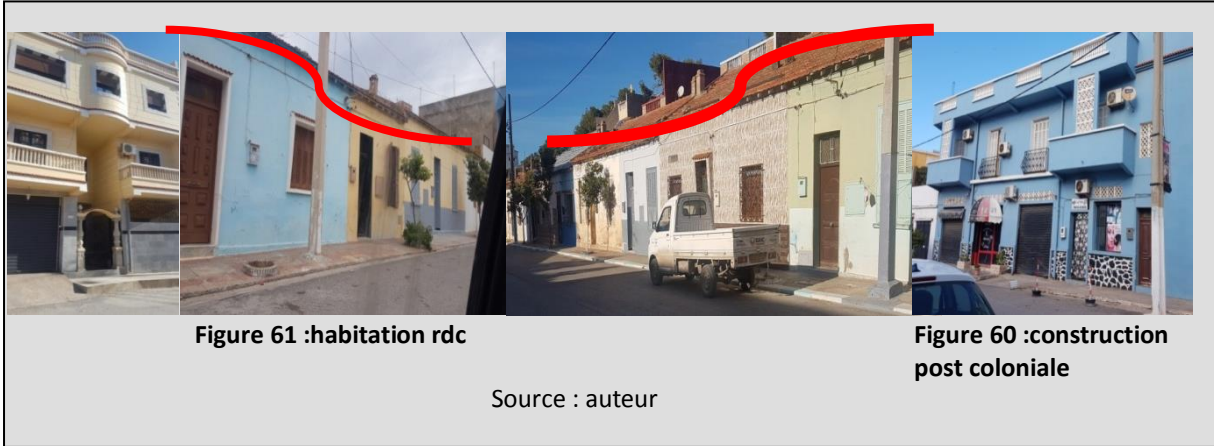 Figure 61 :habitation rdc
Figure 60 :construction
post coloniale
Source : auteur